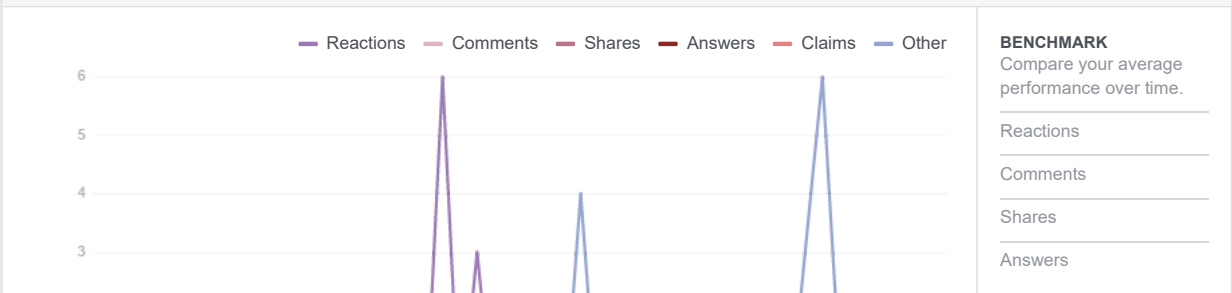 Reactions Comments Shares Answers Claims Other
6
5
4
3
BENCHMARK
Compare your average
performance over time.
Reactions
Comments
Shares
Answers